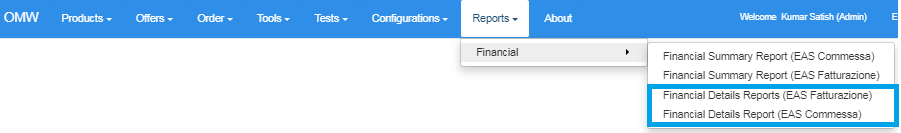 OMW Products Offers Order Tools Tests Configurations Reports About Welcome Kumar Satish (Admin) E
Financial
Financial Summary Report (EAS Commessa)
Financial Summary Report (EAS Fatturazione)
Financial Details Reports (EAS Fatturazione)
Financial Details Report (EAS Commessa)